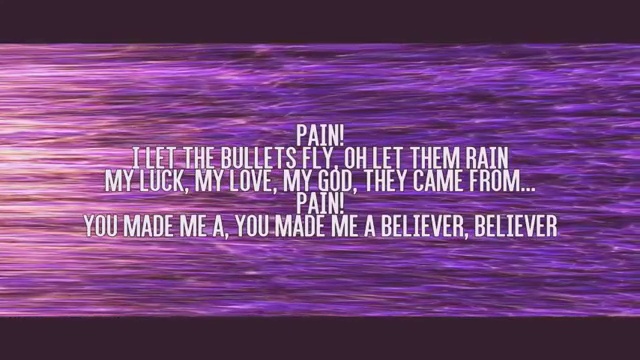 PAIN!
I LET THE BULLETS FLY, OH LET THEM RAIN
MY LUCK, MY LOVE, MY GOD, THEY CAME FROM...
PAIN!
YOU MADE ME A, YOU MADE ME A BELIEVER, BELIEVER